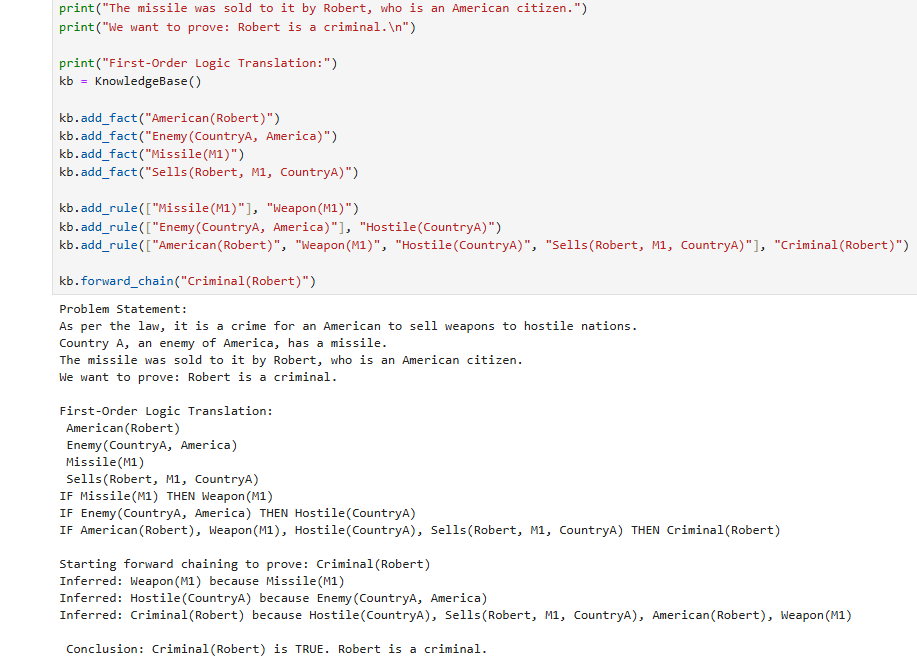 print("The missile was sold to it by Robert, who is an American citizen.")
print("We want to prove: Robert is a criminal.\n")
print("First-Order Logic Translation:")
kb = KnowledgeBase()
kb.add_fact("American(Robert)")
kb.add_fact("Enemy(CountryA, America)")
kb.add_fact("Missile(M1)")
kb.add_fact("Sells(Robert, M1, CountryA)")
kb.add_rule(["Missile(M1)"], "Weapon(M1)")
kb.add_rule(["Enemy(CountryA, America)"], "Hostile(CountryA)")
kb.add_rule(["American(Robert)", "Weapon(M1)", "Hostile(CountryA)", "Sells(Robert, M1, CountryA)"], "Criminal(Robert)")
kb.forward_chain("Criminal(Robert)")
Problem Statement:
As per the law, it is a crime for an American to sell weapons to hostile nations.
Country A, an enemy of America, has a missile.
The missile was sold to it by Robert, who is an American citizen.
We want to prove: Robert is a criminal.
First-Order Logic Translation:
American(Robert)
Enemy(CountryA, America)
Missile(M1)
Sells(Robert, M1, CountryA)
IF Missile(M1) THEN Weapon(M1)
IF Enemy(CountryA, America) THEN Hostile(CountryA)
IF American(Robert), Weapon(M1), Hostile(CountryA), Sells(Robert, M1, CountryA) THEN Criminal(Robert)
Starting forward chaining to prove: Criminal(Robert)
Inferred: Weapon(M1) because Missile(M1)
Inferred: Hostile(CountryA) because Enemy(CountryA, America)
Inferred: Criminal(Robert) because Hostile(CountryA), Sells(Robert, M1, CountryA), American(Robert), Weapon(M1)
Conclusion: Criminal(Robert) is TRUE. Robert is a criminal.